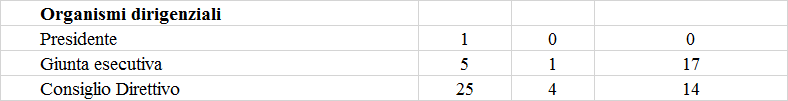 Organismi dirigenziali
Presidente 1 0 0
Giunta esecutiva 5 1 17
Consiglio Direttivo 25 4 14